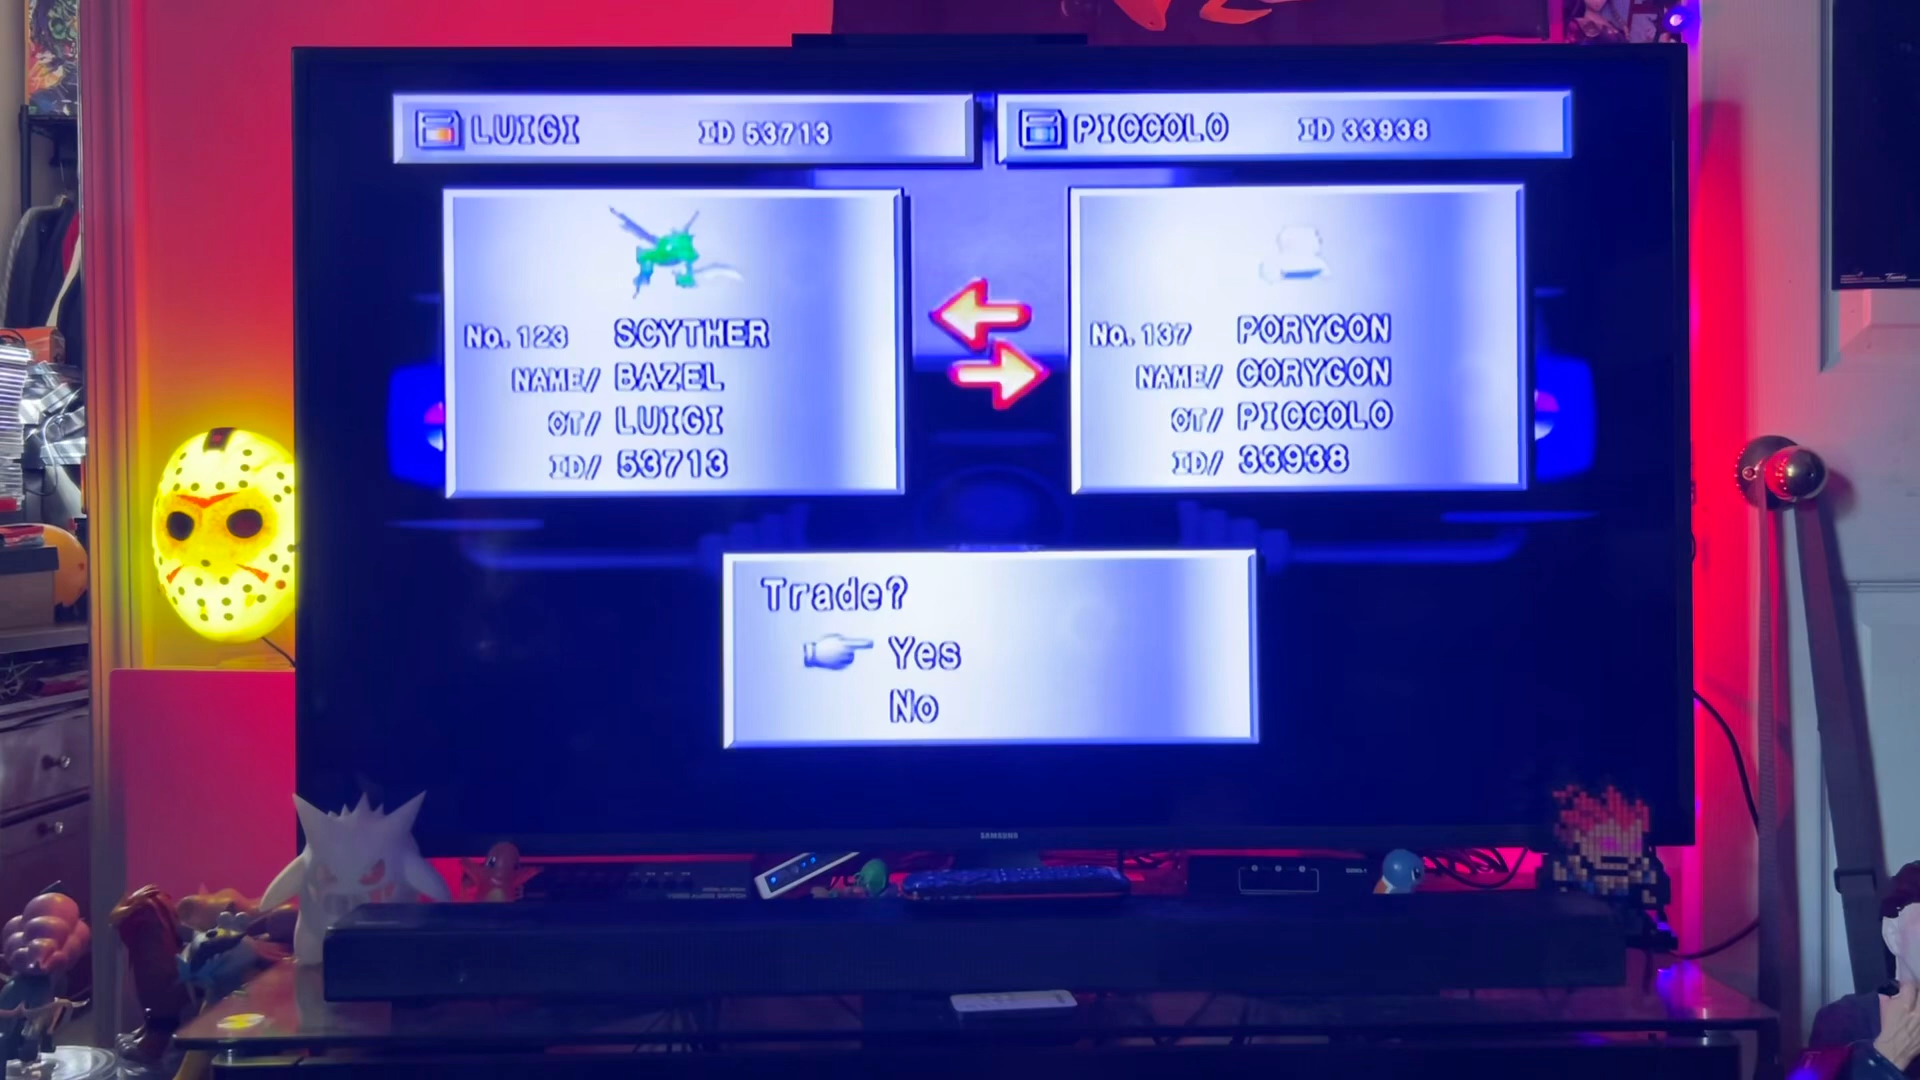 LUIGI ID 53713
PICCOLO ID 33938
No.123 SCYTHER
NAME/ BAZEL
OT/ LUIGI
ID/ 53713
No.137 PORYGON
NAME/ CORYGON
OT/ PICCOLO
ID/ 33938
Trade?
Yes
No
SAMSUNG